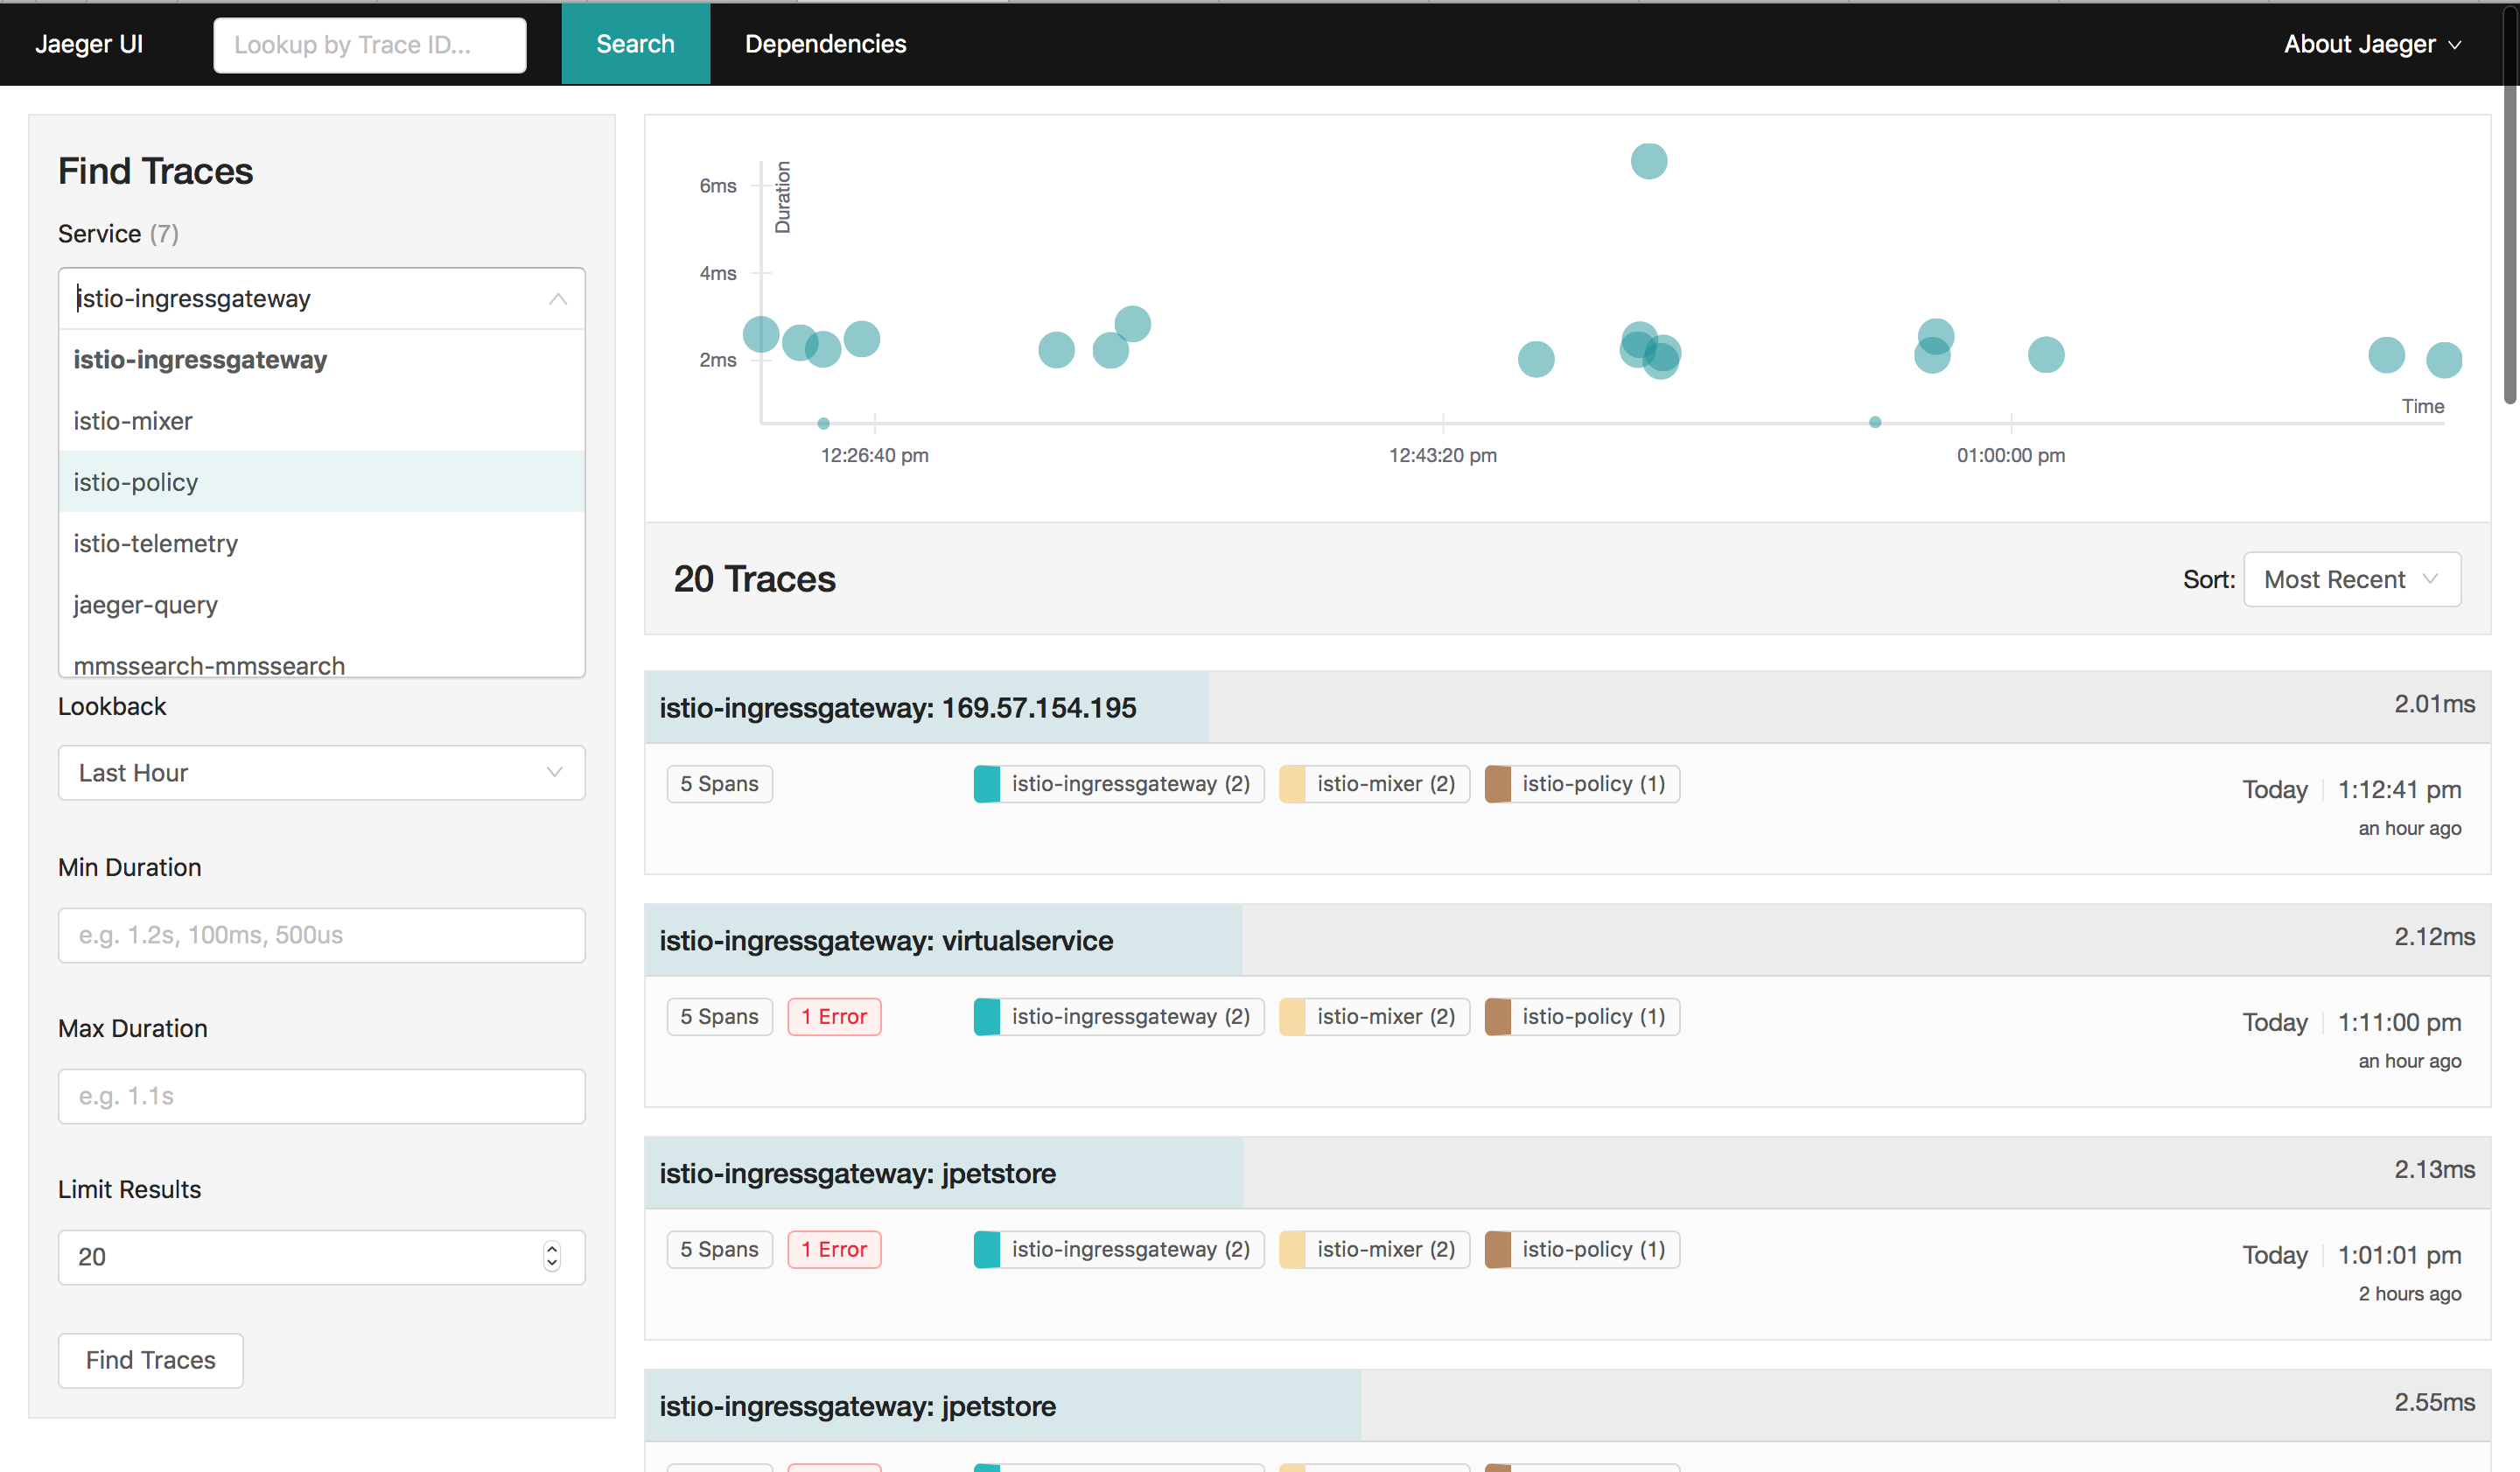 Jaeger UI
Lookup by Trace ID...
Search
Dependencies
About Jaeger
Find Traces
Service (7)
istio-ingressgateway
istio-ingressgateway
istio-mixer
istio-policy
istio-telemetry
jaeger-query
mmssearch-mmssearch
Lookback
Last Hour
Min Duration
e.g. 1.2s, 100ms, 500us
Max Duration
e.g. 1.1s
Limit Results
20
Find Traces
Duration
6ms
4ms
2ms
Time
12:26:40 pm
12:43:20 pm
01:00:00 pm
20 Traces
Sort: Most Recent
istio-ingressgateway: 169.57.154.195
2.01ms
5 Spans
istio-ingressgateway (2)
istio-mixer (2)
istio-policy (1)
Today 1:12:41 pm
an hour ago
istio-ingressgateway: virtualservice
2.12ms
5 Spans
1 Error
istio-ingressgateway (2)
istio-mixer (2)
istio-policy (1)
Today 1:11:00 pm
an hour ago
istio-ingressgateway: jpetstore
2.13ms
5 Spans
1 Error
istio-ingressgateway (2)
istio-mixer (2)
istio-policy (1)
Today 1:01:01 pm
2 hours ago
istio-ingressgateway: jpetstore
2.55ms